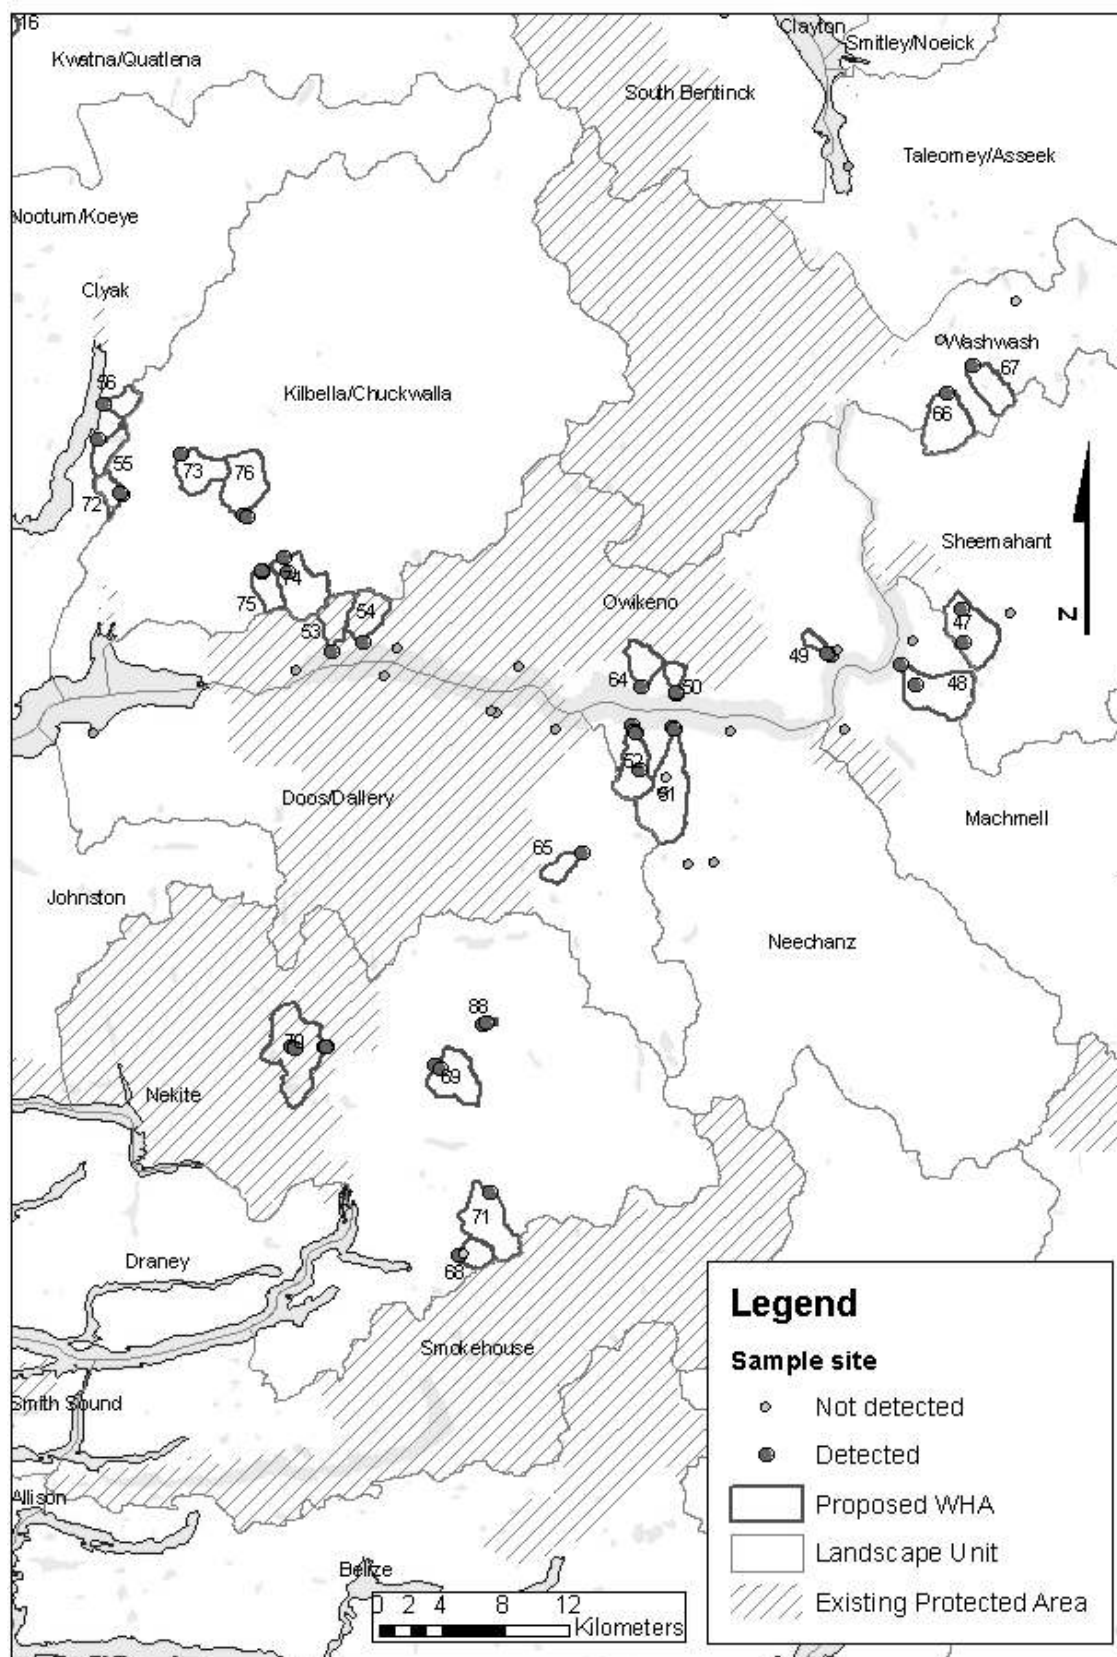 16
Clayton
Smitley/Noeick
Kwatna/Quatlena
South Bentinck
Taleomey/Asseek
Nootum/Koeye
Clyak
Washwash
67
Kilbella/Chuckwalla
56
66
55
73
76
72
Sheemahant
74
75
Owikeno
54
53
47
N
49
64
50
48
52
51
Doos/Dallery
Machmell
65
Johnston
Neechanz
88
70
69
Nekite
71
68
Draney
Smokehouse
Smith Sound
Allison
Belize
0 2 4 8 12
Kilometers
Legend
Sample site
Not detected
Detected
Proposed WHA
Landscape Unit
Existing Protected Area